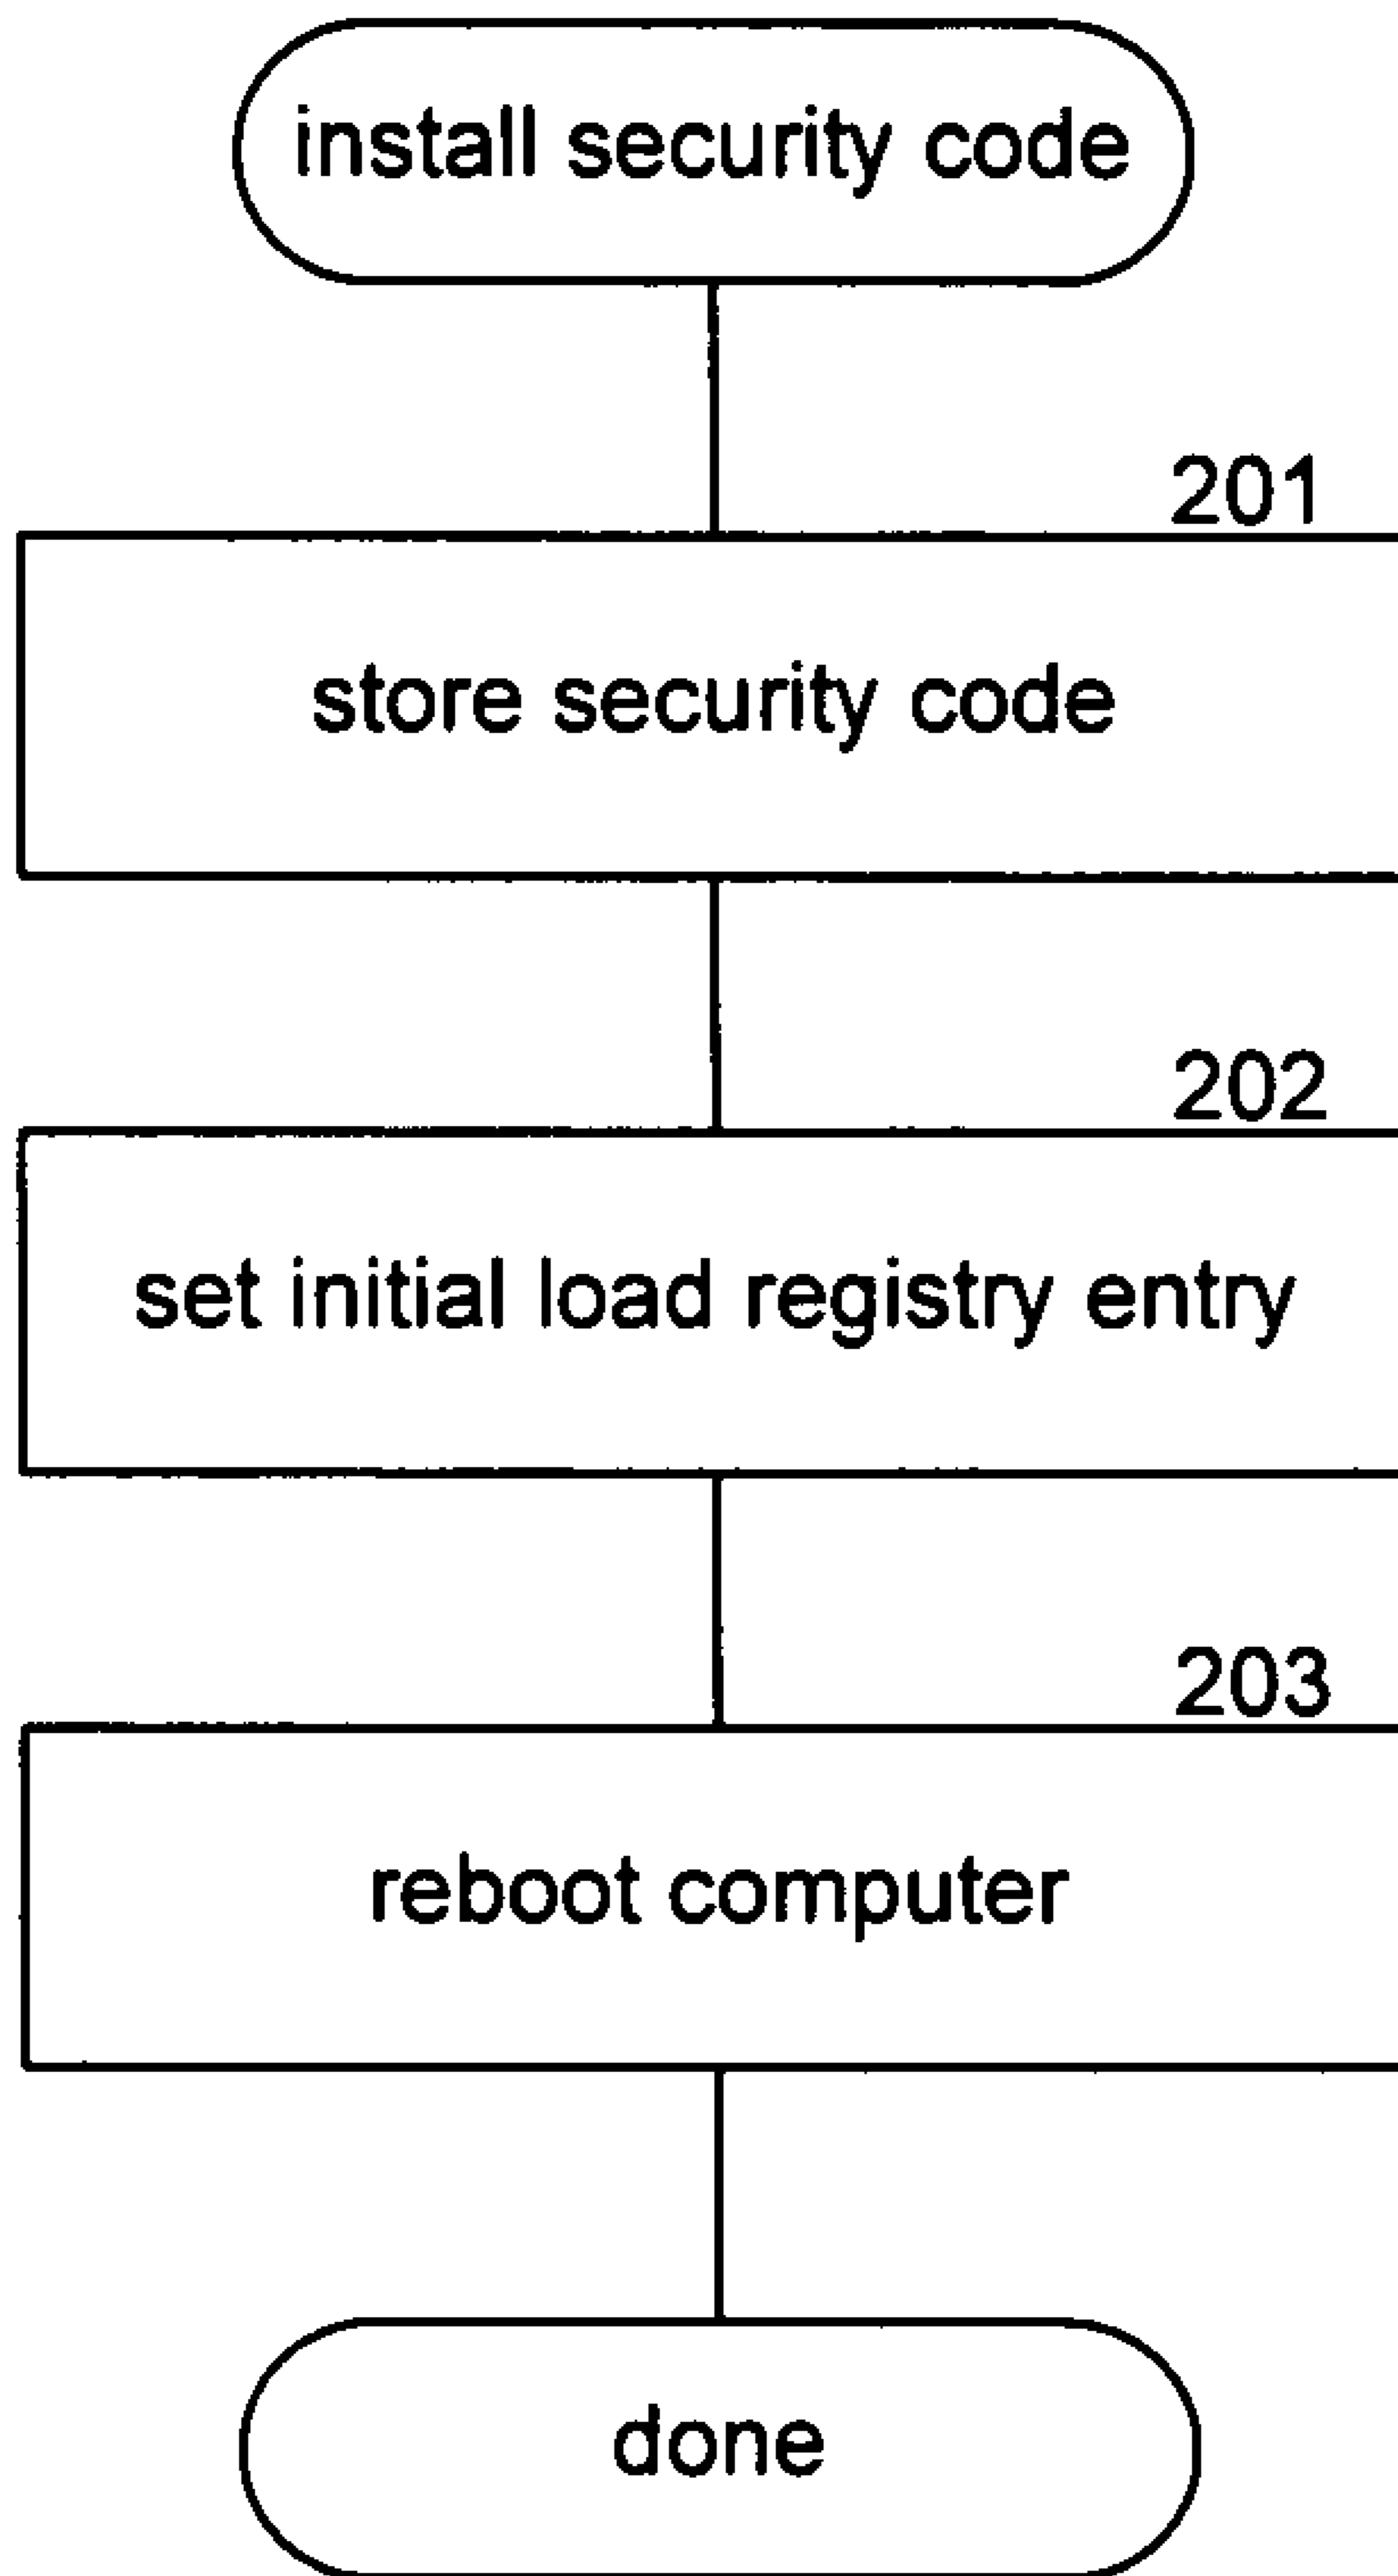 install security code
201
store security code
202
set initial load registry entry
203
reboot computer
done